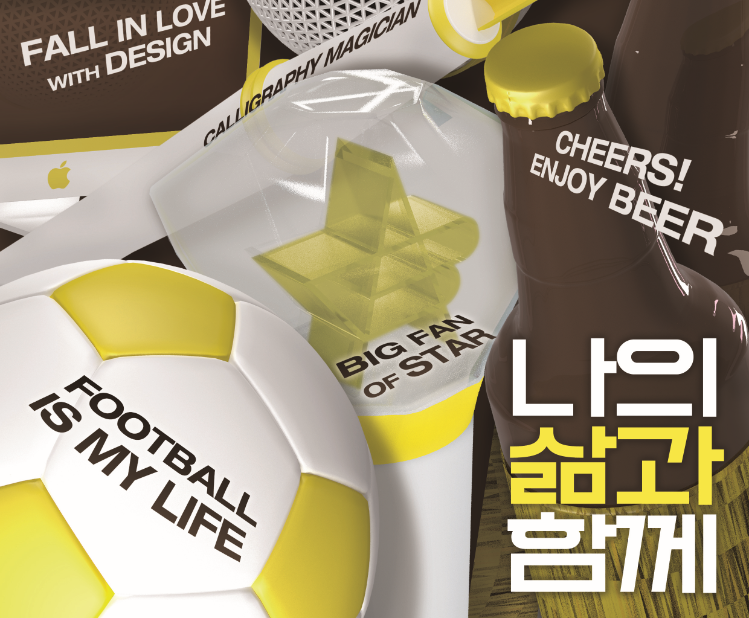 FALL IN LOVE
WITH DESIGN
CALLIGRAPHY MAGICIAN
CHEERS!
ENJOY BEER
BIG FAN
OF STAR
FOOTBALL
IS MY LIFE
나의
삶과
함께